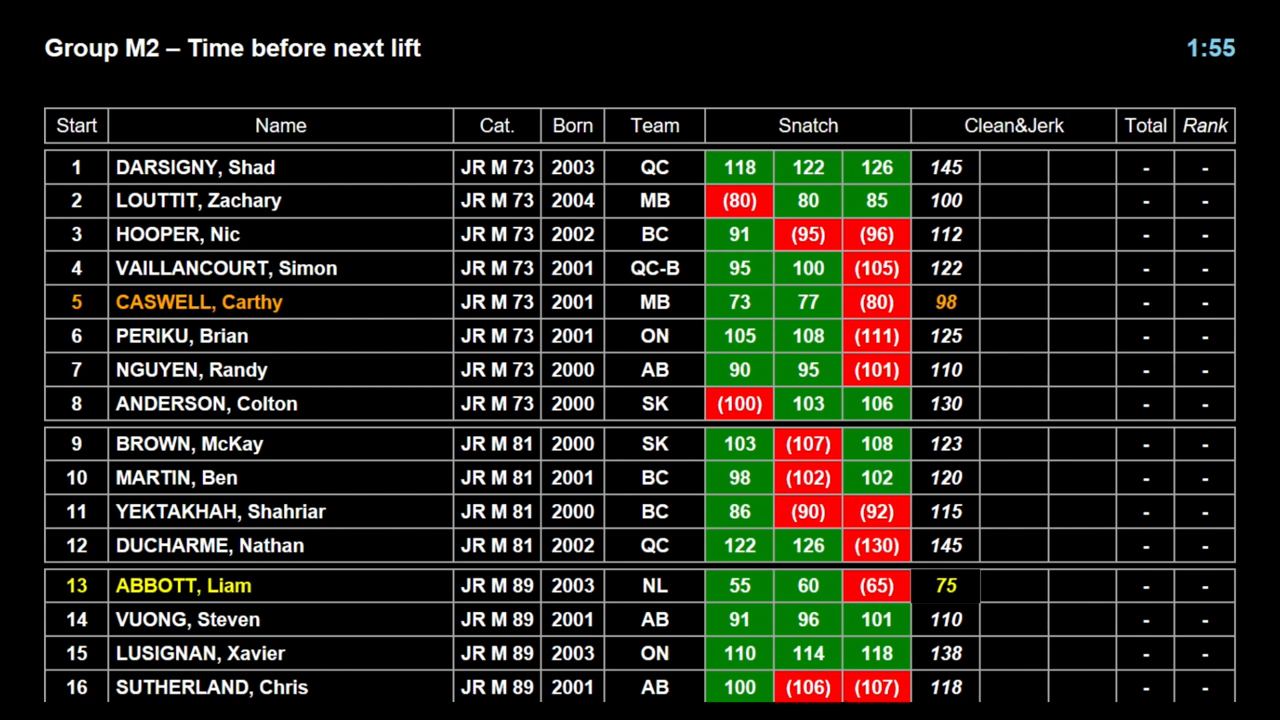 Group M2 – Time before next lift 1:55
Start Name Cat. Born Team Snatch Clean&Jerk Total Rank
1 DARSIGNY, Shad JR M 73 2003 QC 118 122 126 145 - -
2 LOUTTIT, Zachary JR M 73 2004 MB (80) 80 85 100 - -
3 HOOPER, Nic JR M 73 2002 BC 91 (95) (96) 112 - -
4 VAILLANCOURT, Simon JR M 73 2001 QC-B 95 100 (105) 122 - -
5 CASWELL, Carthy JR M 73 2001 MB 73 77 (80) 98 - -
6 PERIKU, Brian JR M 73 2001 ON 105 108 (111) 125 - -
7 NGUYEN, Randy JR M 73 2000 AB 90 95 (101) 110 - -
8 ANDERSON, Colton JR M 73 2000 SK (100) 103 106 130 - -
9 BROWN, McKay JR M 81 2000 SK 103 (107) 108 123 - -
10 MARTIN, Ben JR M 81 2001 BC 98 (102) 102 120 - -
11 YEKTAKHAH, Shahriar JR M 81 2000 BC 86 (90) (92) 115 - -
12 DUCHARME, Nathan JR M 81 2002 QC 122 126 (130) 145 - -
13 ABBOTT, Liam JR M 89 2003 NL 55 60 (65) 75 - -
14 VUONG, Steven JR M 89 2001 AB 91 96 101 110 - -
15 LUSIGNAN, Xavier JR M 89 2003 ON 110 114 118 138 - -
16 SUTHERLAND, Chris JR M 89 2001 AB 100 (106) (107) 118 - -